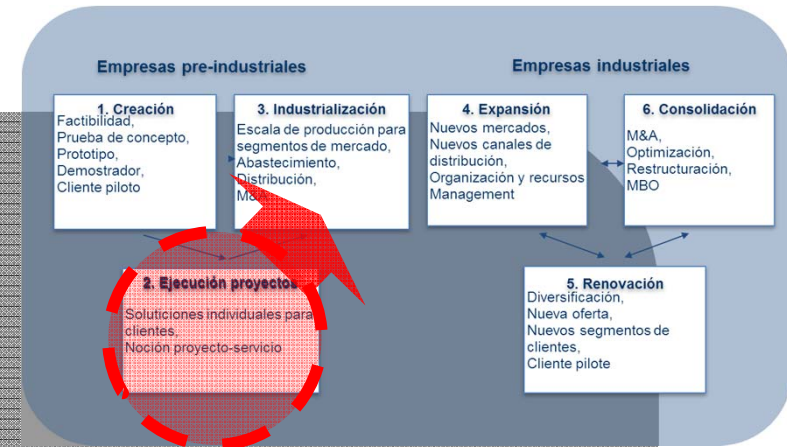 Empresas pre-industriales
Empresas industriales
1. Creación
Factibilidad,
Prueba de concepto,
Prototipo,
Demostrador,
Cliente piloto
3. Industrialización
Escala de producción para
segmentos de mercado,
Abastecimiento,
Distribución,
4. Expansión
Nuevos mercados,
Nuevos canales de
distribución,
Organización y recursos
Management
6. Consolidación
M&A,
Optimización,
Restructuración,
MBO
2. Ejecución proyectos
Soluticiones individuales para
clientes,
Noción proyecto-servicio
5. Renovación
Diversificación,
Nueva oferta,
Nuevos segmentos de
clientes,
Cliente pilote